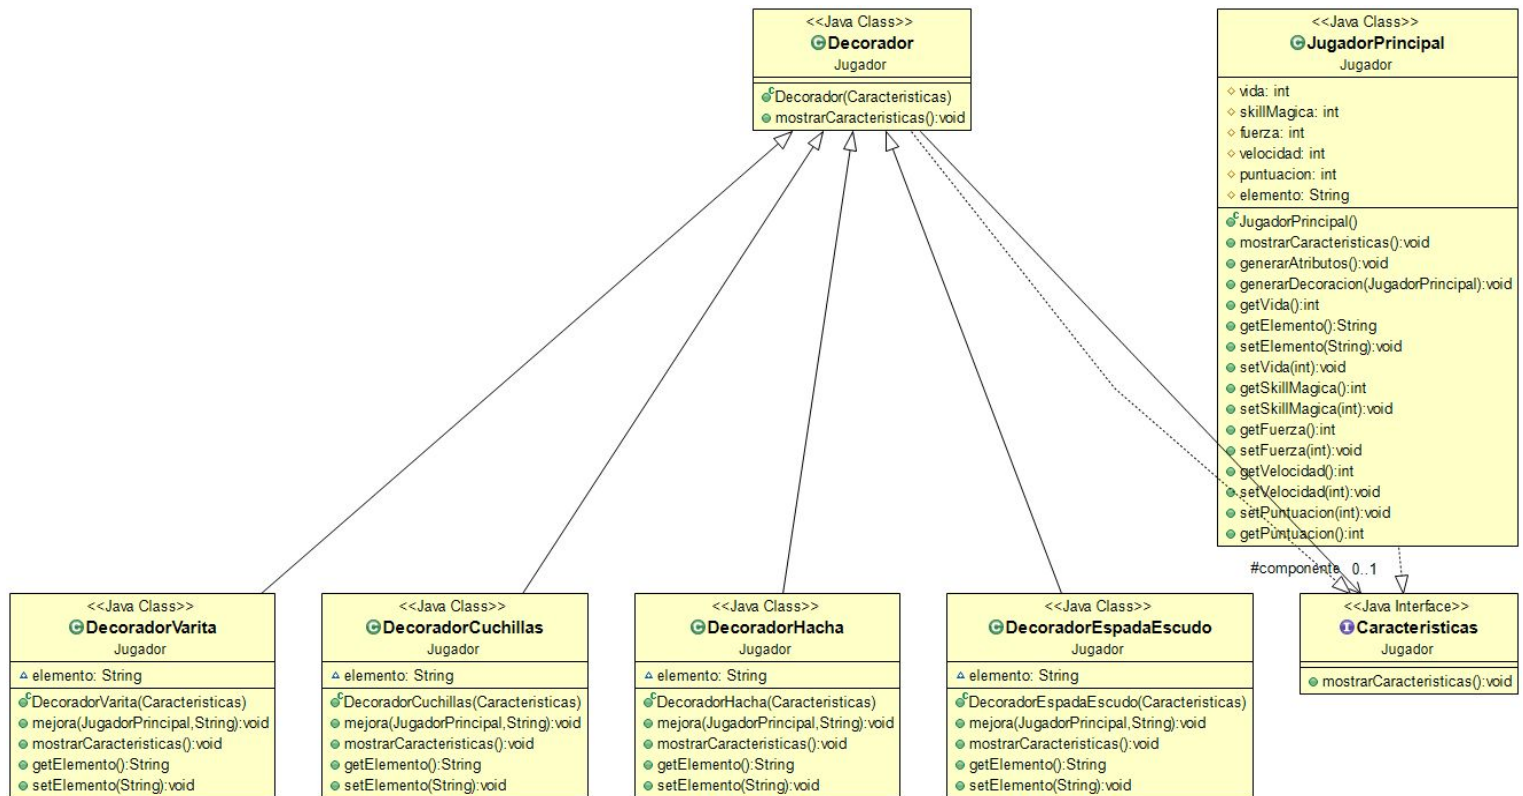 <<Java Class>>
Decorador
Jugador
Decorador(Caracteristicas)
mostrarCaracteristicas():void
<<Java Class>>
JugadorPrincipal
Jugador
vida: int
skillMagica: int
fuerza: int
velocidad: int
puntuacion: int
elemento: String
JugadorPrincipal()
mostrarCaracteristicas():void
generarAtributos():void
generarDecoracion(JugadorPrincipal):void
getVida():int
getElemento():String
setElemento(String):void
setVida(int):void
getSkillMagica():int
setSkillMagica(int):void
getFuerza():int
setFuerza(int):void
getVelocidad():int
setVelocidad(int):void
setPuntuacion(int):void
getPuntuacion():int
#componente 0..1
<<Java Class>>
DecoradorVarita
Jugador
elemento: String
DecoradorVarita(Caracteristicas)
mejora(JugadorPrincipal,String):void
mostrarCaracteristicas():void
getElemento():String
setElemento(String):void
<<Java Class>>
DecoradorCuchillas
Jugador
elemento: String
DecoradorCuchillas(Caracteristicas)
mejora(JugadorPrincipal,String):void
mostrarCaracteristicas():void
getElemento():String
setElemento(String):void
<<Java Class>>
DecoradorHacha
Jugador
elemento: String
DecoradorHacha(Caracteristicas)
mejora(JugadorPrincipal,String):void
mostrarCaracteristicas():void
getElemento():String
setElemento(String):void
<<Java Class>>
DecoradorEspadaEscudo
Jugador
elemento: String
DecoradorEspadaEscudo(Caracteristicas)
mejora(JugadorPrincipal,String):void
mostrarCaracteristicas():void
getElemento():String
setElemento(String):void
<<Java Interface>>
Caracteristicas
Jugador
mostrarCaracteristicas():void